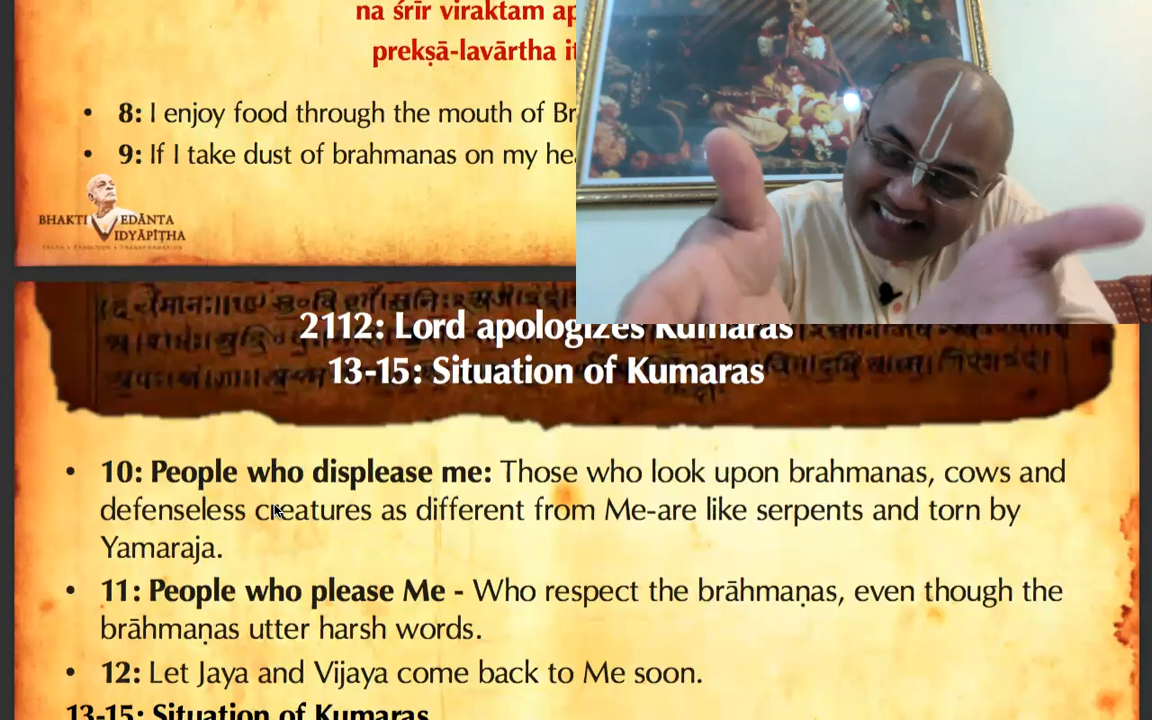 na śrīr viraktam ap
prekṣā-lavārtha it
• 8: I enjoy food through the mouth of Br
• 9: If I take dust of brahmanas on my hea
BHAKTI VEDĀNTA
VIDYĀPĪṬHA
2112: Lord apologizes Kumaras
13-15: Situation of Kumaras
• 10: People who displease me: Those who look upon brahmanas, cows and
defenseless creatures as different from Me-are like serpents and torn by
Yamaraja.
• 11: People who please Me - Who respect the brāhmaṇas, even though the
brāhmaṇas utter harsh words.
• 12: Let Jaya and Vijaya come back to Me soon.
13-15: Situation of Kumaras